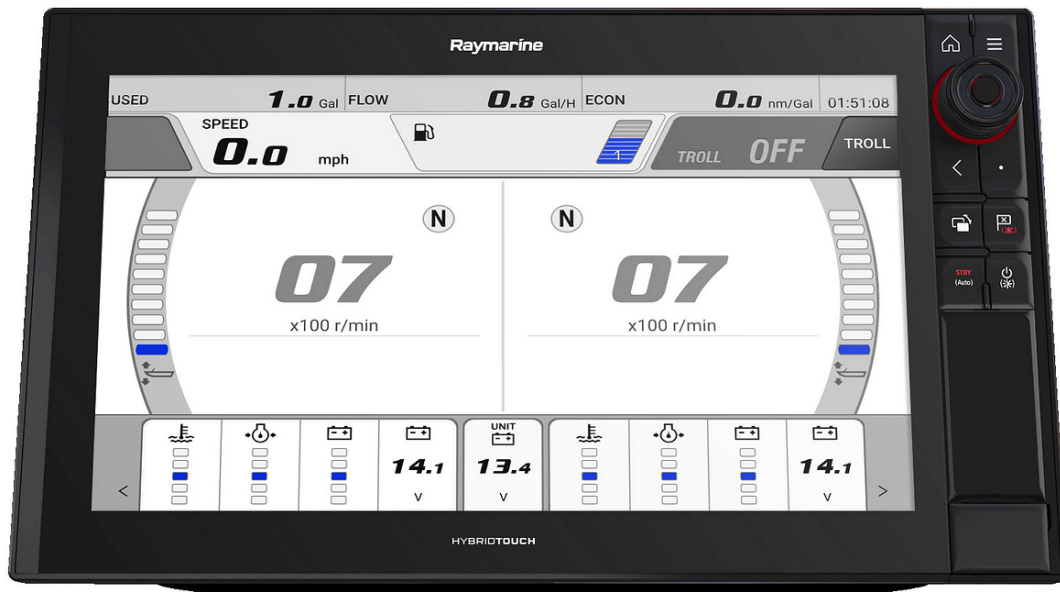 Raymarine
USED 1.0 Gal FLOW 0.8 Gal/H ECON 0.0 nm/Gal 01:51:08
SPEED
0.0 mph
1
TROLL OFF TROLL
N N
07 07
x100 r/min x100 r/min
UNIT
14.1 13.4 14.1
V V V
STBY
(Auto)
HYBRIDTOUCH